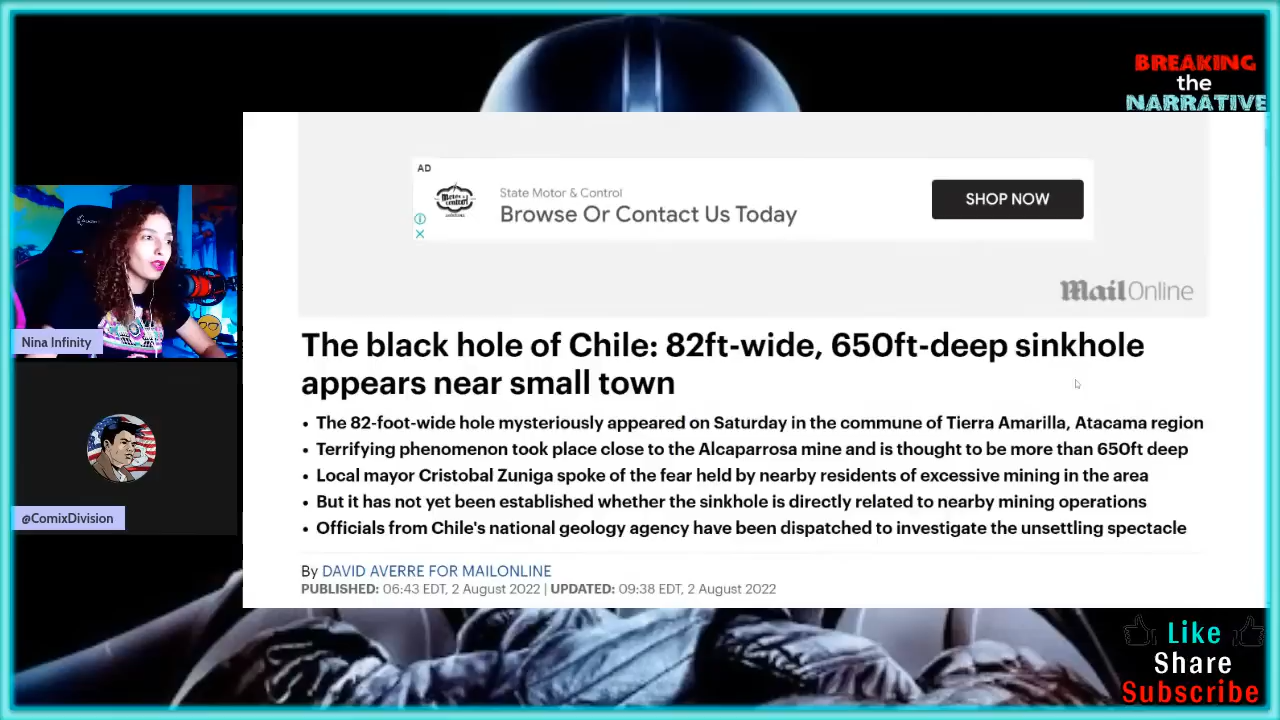 BREAKING
the
NARRATIVE
AD
State Motor & Control
Browse Or Contact Us Today
SHOP NOW
Mail Online
The black hole of Chile: 82ft-wide, 650ft-deep sinkhole
appears near small town
• The 82-foot-wide hole mysteriously appeared on Saturday in the commune of Tierra Amarilla, Atacama region
• Terrifying phenomenon took place close to the Alcaparrosa mine and is thought to be more than 650ft deep
• Local mayor Cristobal Zuniga spoke of the fear held by nearby residents of excessive mining in the area
• But it has not yet been established whether the sinkhole is directly related to nearby mining operations
• Officials from Chile's national geology agency have been dispatched to investigate the unsettling spectacle
By DAVID AVERRE FOR MAILONLINE
PUBLISHED: 06:43 EDT, 2 August 2022 | UPDATED: 09:38 EDT, 2 August 2022
Nina Infinity
@ComixDivision
Like
Share
Subscribe